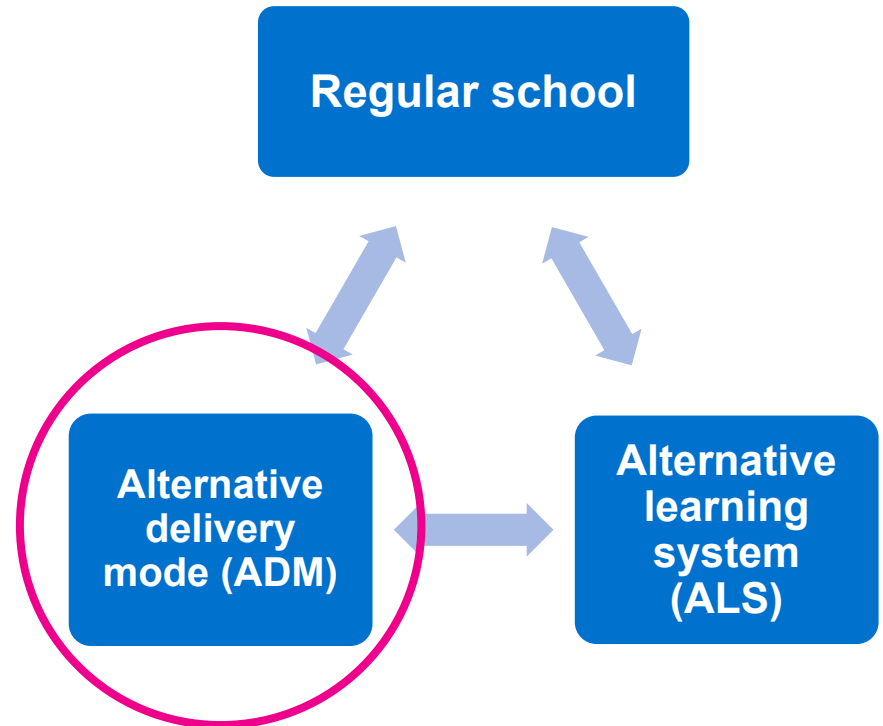 Regular school
Alternative
delivery
mode (ADM)
Alternative
learning
system
(ALS)